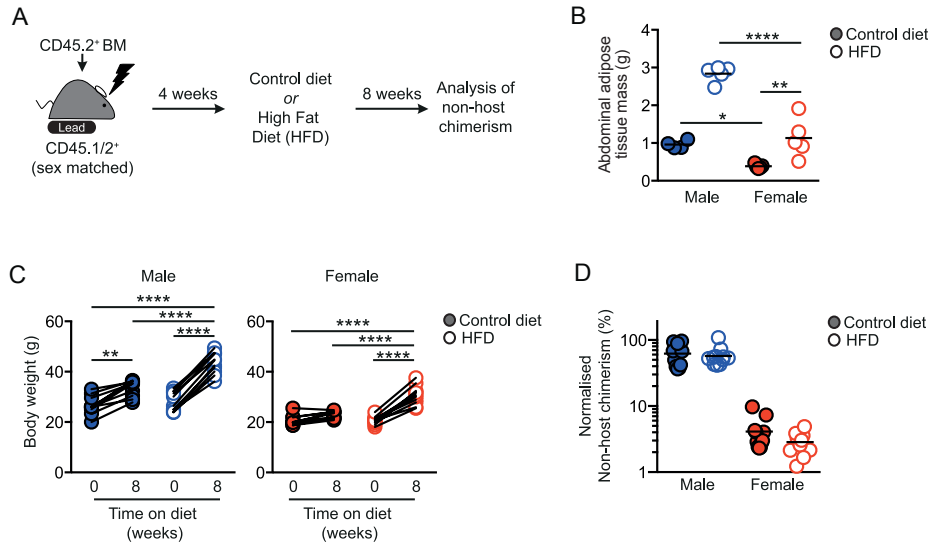 A
CD45.2⁺ BM
Lead
CD45.1/2⁺
(sex matched)
4 weeks
Control diet
or
High Fat
Diet (HFD)
8 weeks
Analysis of
non-host
chimerism
B
Abdominal adipose
tissue mass (g)
4
3
2
1
0
****
**
*
Male
Female
Control diet
HFD
C
Male
Female
Body weight (g)
60
40
20
0
****
****
****
**
0
8
0
8
Time on diet
(weeks)
60
40
20
0
****
****
****
0
8
0
8
Time on diet
(weeks)
Control diet
HFD
D
Normalised
Non-host chimerism (%)
100
10
1
Male
Female
Control diet
HFD